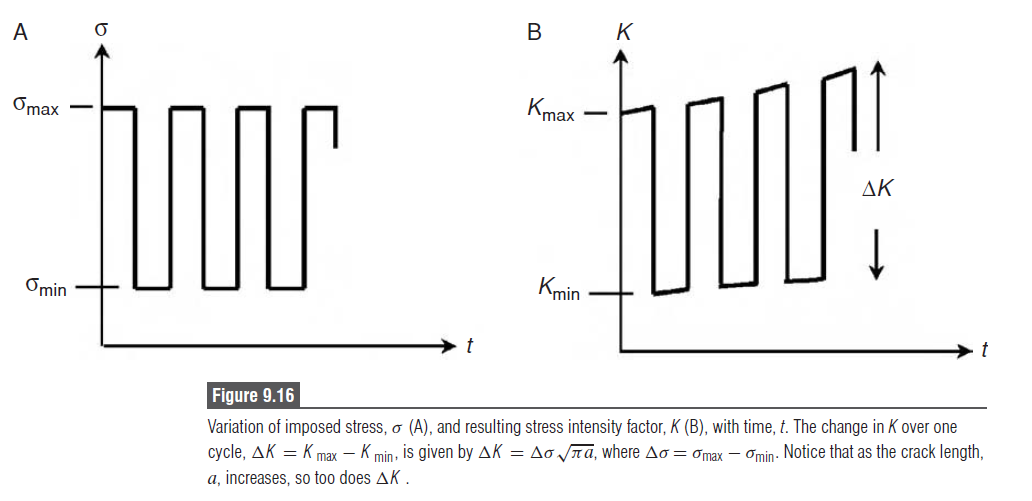 A
σ
σmax
σmin
t
B
K
Kmax
Kmin
ΔK
t
Figure 9.16
Variation of imposed stress, σ (A), and resulting stress intensity factor, K (B), with time, t. The change in K over one
cycle, ΔK = K max − K min, is given by ΔK = Δσ√πa, where Δσ = σmax − σmin. Notice that as the crack length,
a, increases, so too does ΔK .